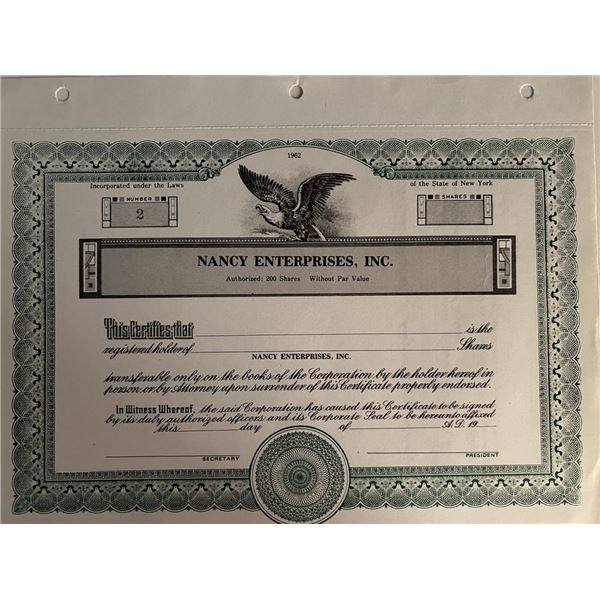 1962
Incorporated under the Laws of the State of New York
NUMBER SHARES
2
NANCY ENTERPRISES, INC.
Authorized: 200 Shares Without Par Value
This Certifies that is the
registered holder of Shares
NANCY ENTERPRISES, INC.
transferable only on the books of the Corporation by the holder hereof in
person or by Attorney upon surrender of this Certificate properly endorsed.
In Witness Whereof, the said Corporation has caused this Certificate to be signed
by its duly authorized officers and its Corporate Seal to be hereunto affixed
this day of A.D. 19
SECRETARY PRESIDENT